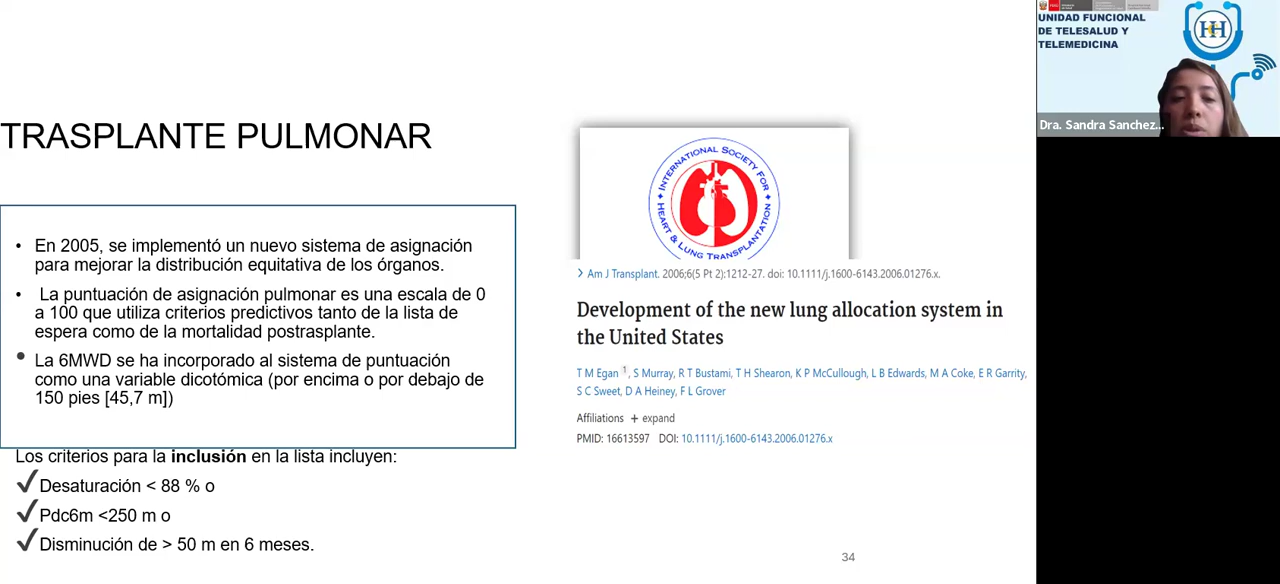 TRASPLANTE PULMONAR
• En 2005, se implementó un nuevo sistema de asignación
para mejorar la distribución equitativa de los órganos.
• La puntuación de asignación pulmonar es una escala de 0
a 100 que utiliza criterios predictivos tanto de la lista de
espera como de la mortalidad postrasplante.
• La 6MWD se ha incorporado al sistema de puntuación
como una variable dicotómica (por encima o por debajo de
150 pies [45,7 m])
Los criterios para la inclusión en la lista incluyen:
✓ Desaturación < 88 % o
✓ Pdc6m <250 m o
✓ Disminución de > 50 m en 6 meses.
INTERNATIONAL SOCIETY FOR
HEART & LUNG TRANSPLANTATION
> Am J Transplant. 2006;6(5 Pt 2):1212-27. doi: 10.1111/j.1600-6143.2006.01276.x.
Development of the new lung allocation system in
the United States
T M Egan 1, S Murray, R T Bustami, T H Shearon, K P McCullough, L B Edwards, M A Coke, E R Garrity,
S C Sweet, D A Heiney, F L Grover
Affiliations + expand
PMID: 16613597 DOI: 10.1111/j.1600-6143.2006.01276.x
34
UNIDAD FUNCIONAL
DE TELESALUD Y
TELEMEDICINA
Dra. Sandra Sanchez...